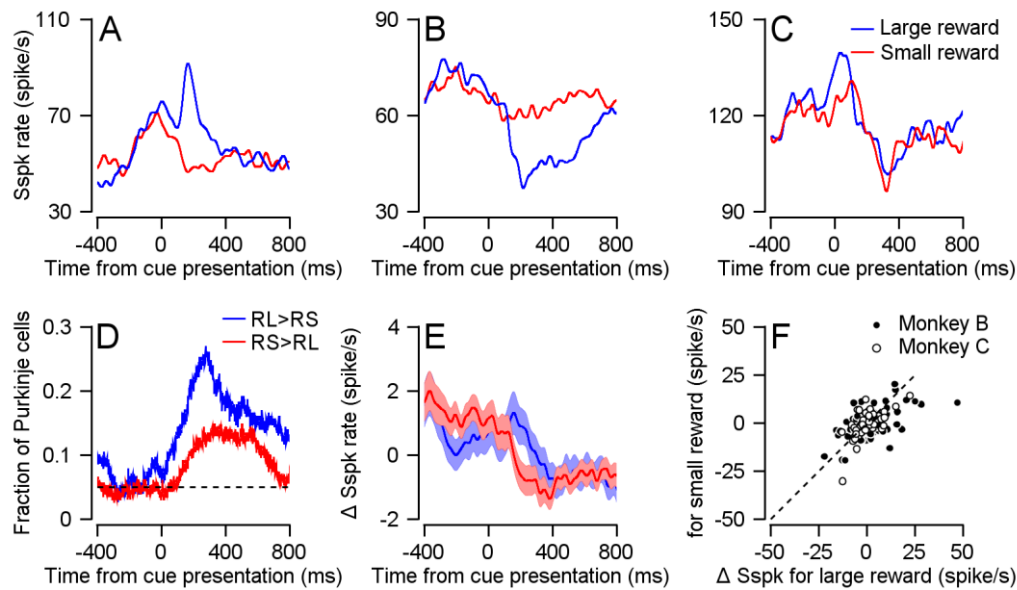 A
B
C
Large reward
Small reward
Sspk rate (spike/s)
110
70
30
-400 0 400 800
Time from cue presentation (ms)
90
60
30
-400 0 400 800
Time from cue presentation (ms)
150
120
90
-400 0 400 800
Time from cue presentation (ms)
D
RL>RS
RS>RL
Fraction of Purkinje cells
0.3
0.2
0.1
0
-400 0 400 800
Time from cue presentation (ms)
E
Δ Sspk rate (spike/s)
4
2
0
-2
-400 0 400 800
Time from cue presentation (ms)
F
Monkey B
Monkey C
for small reward (spike/s)
50
25
0
-25
-50
-50 -25 0 25 50
Δ Sspk for large reward (spike/s)